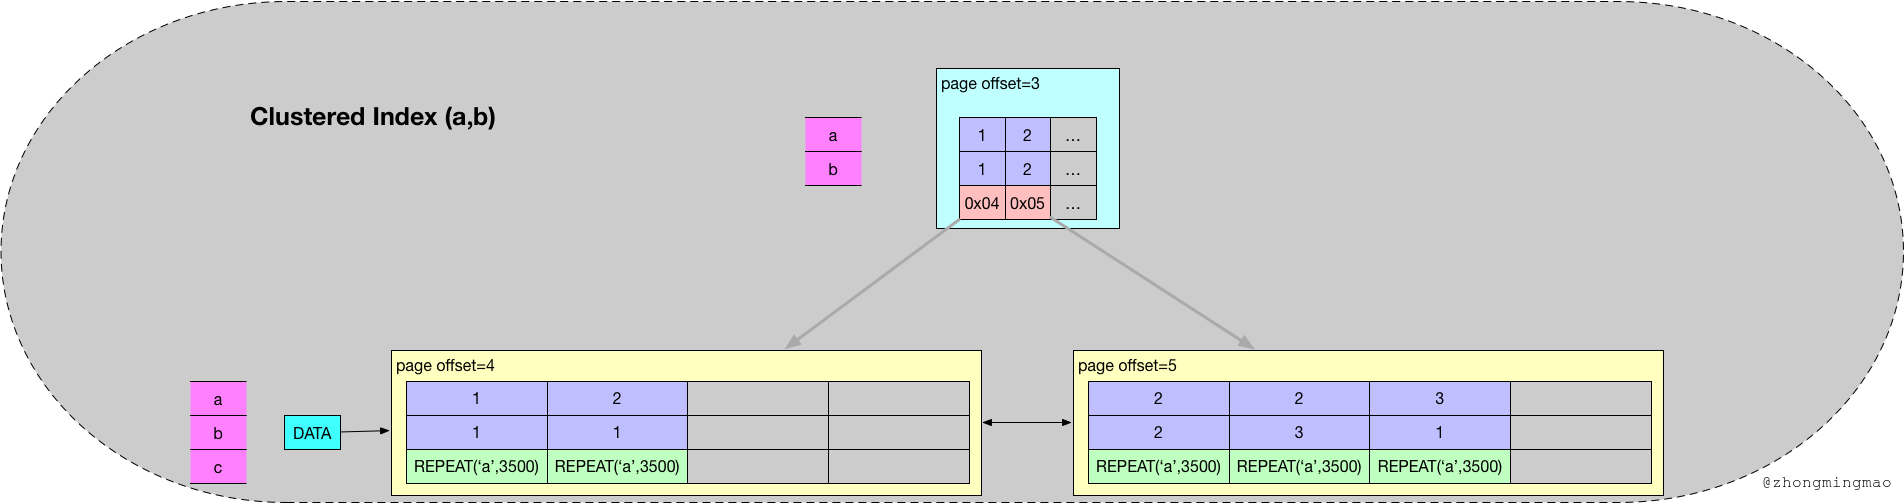 page offset=3
Clustered Index (a,b)
a 1 2 ...
b 1 2 ...
0x04 0x05 ...
page offset=4 page offset=5
a 1 2 2 2 3
b DATA 1 1 2 3 1
c REPEAT(‘a’,3500) REPEAT(‘a’,3500) REPEAT(‘a’,3500) REPEAT(‘a’,3500) REPEAT(‘a’,3500)
@zhongmingmao